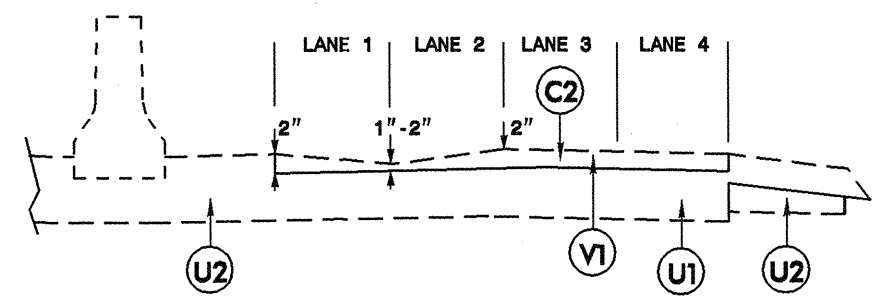 LANE 1 LANE 2 LANE 3 LANE 4
C2
2" 1"-2" 2"
V1
U2 U1 U2